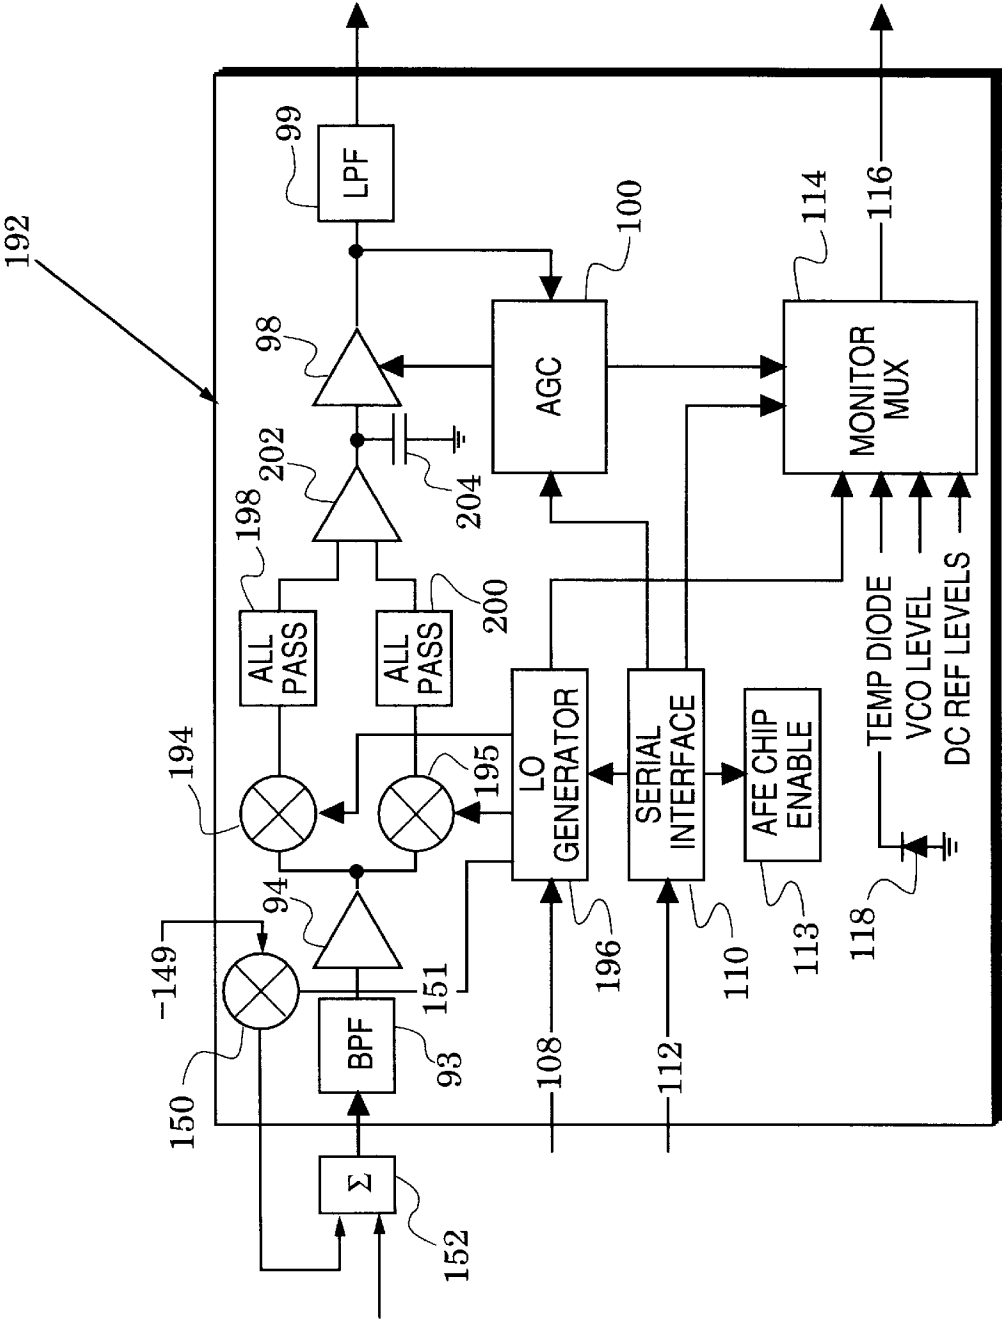 192
99
LPF
98
100
AGC
114
116
MONITOR
MUX
202
204
198
ALL
PASS
200
ALL
PASS
194
195
LO
GENERATOR
SERIAL
INTERFACE
AFE CHIP
ENABLE
TEMP DIODE
VCO LEVEL
DC REF LEVELS
94
149
151
150
BPF
93
196
110
113
118
108
112
Σ
152